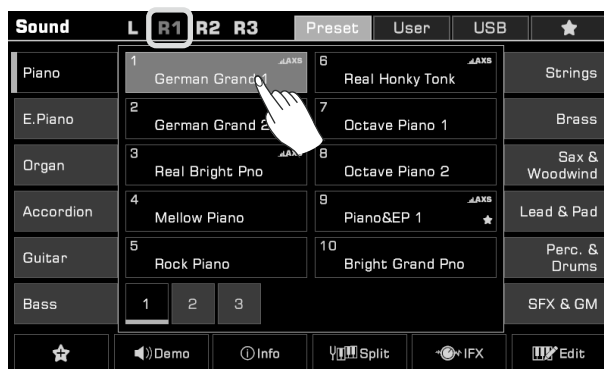 Sound L R1 R2 R3 Preset User USB
Piano
E.Piano
Organ
Accordion
Guitar
Bass
1 German Grand 1 AXS
2 German Grand 2
3 Real Bright Pno AXS
4 Mellow Piano
5 Rock Piano
6 Real Honky Tonk AXS
7 Octave Piano 1
8 Octave Piano 2
9 Piano&EP 1 AXS
10 Bright Grand Pno
1 2 3
Strings
Brass
Sax &
Woodwind
Lead & Pad
Perc. &
Drums
SFX & GM
Demo Info Split IFX Edit